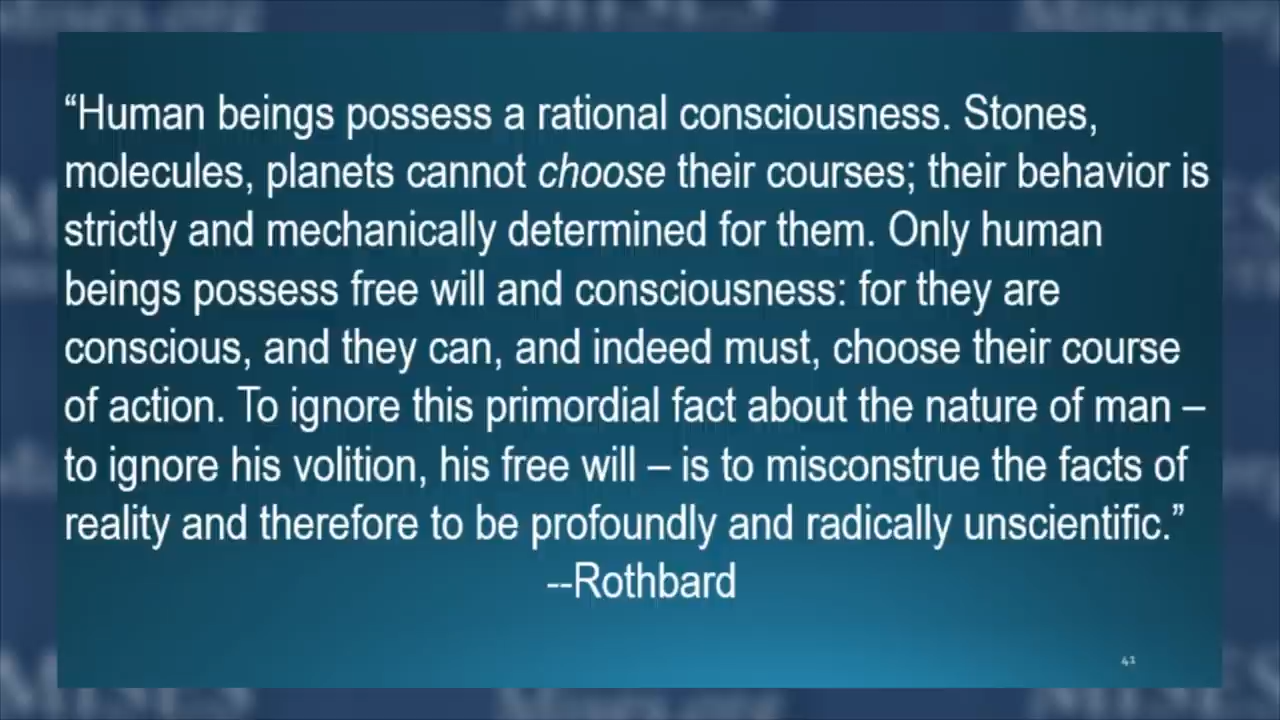 “Human beings possess a rational consciousness. Stones,
molecules, planets cannot choose their courses; their behavior is
strictly and mechanically determined for them. Only human
beings possess free will and consciousness: for they are
conscious, and they can, and indeed must, choose their course
of action. To ignore this primordial fact about the nature of man –
to ignore his volition, his free will – is to misconstrue the facts of
reality and therefore to be profoundly and radically unscientific.”
--Rothbard
41